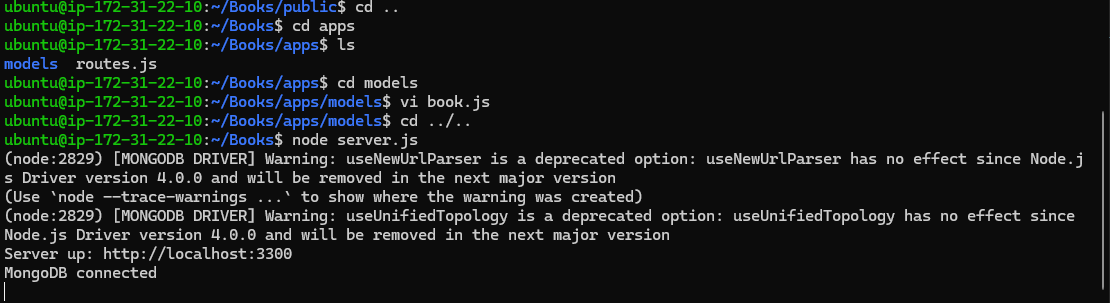 ubuntu@ip-172-31-22-10:~/Books/public$ cd ..
ubuntu@ip-172-31-22-10:~/Books$ cd apps
ubuntu@ip-172-31-22-10:~/Books/apps$ ls
models  routes.js
ubuntu@ip-172-31-22-10:~/Books/apps$ cd models
ubuntu@ip-172-31-22-10:~/Books/apps/models$ vi book.js
ubuntu@ip-172-31-22-10:~/Books/apps/models$ cd ../..
ubuntu@ip-172-31-22-10:~/Books$ node server.js
(node:2829) [MONGODB DRIVER] Warning: useNewUrlParser is a deprecated option: useNewUrlParser has no effect since Node.j
s Driver version 4.0.0 and will be removed in the next major version
(Use `node --trace-warnings ...` to show where the warning was created)
(node:2829) [MONGODB DRIVER] Warning: useUnifiedTopology is a deprecated option: useUnifiedTopology has no effect since
Node.js Driver version 4.0.0 and will be removed in the next major version
Server up: http://localhost:3300
MongoDB connected